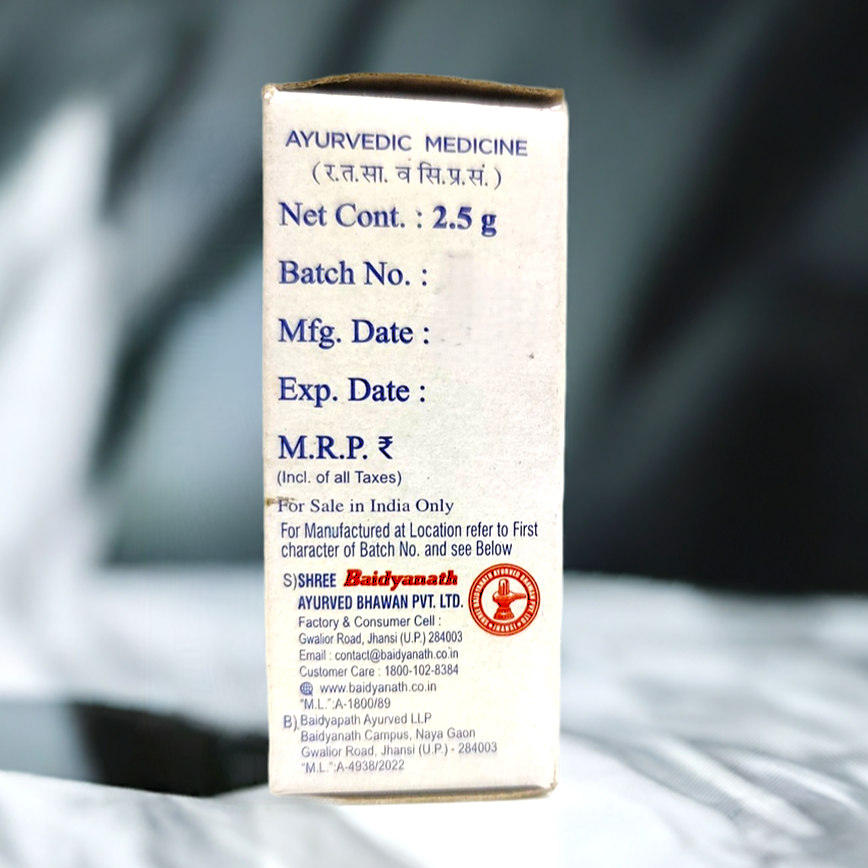 AYURVEDIC MEDICINE
(र.त.सा. व सि.प्र.सं.)
Net Cont. : 2.5 g
Batch No. :
Mfg. Date :
Exp. Date :
M.R.P. ₹
(Incl. of all Taxes)
For Sale in India Only
For Manufactured at Location refer to First
character of Batch No. and see Below
S)SHREE Baidyanath
AYURVED BHAWAN PVT. LTD.
Factory & Consumer Cell :
Gwalior Road, Jhansi (U.P.) 284003
Email : contact@baidyanath.co.in
Customer Care : 1800-102-8384
www.baidyanath.co.in
"M.L.":A-1800/89
B) Baidyapath Ayurved LLP
Baidyanath Campus, Naya Gaon
Gwalior Road, Jhansi (U.P.) - 284003
"M.L.":A-4938/2022